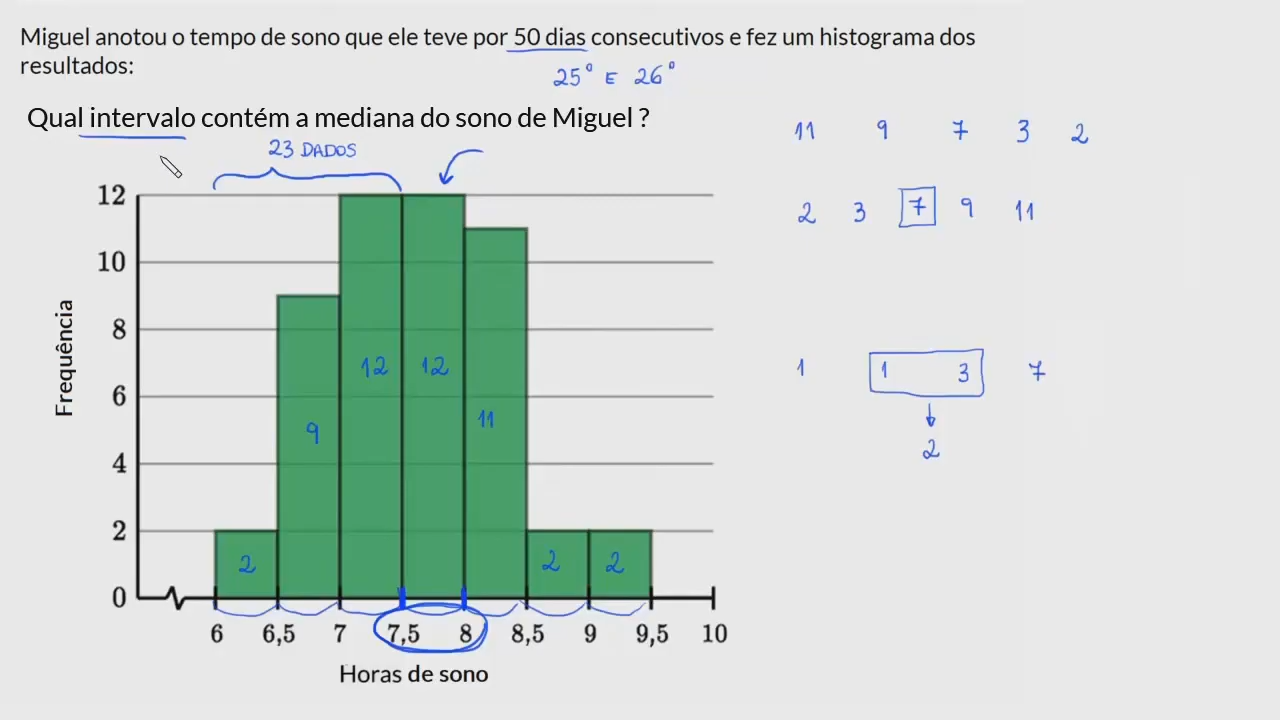 Miguel anotou o tempo de sono que ele teve por 50 dias consecutivos e fez um histograma dos
resultados:
25º E 26º
Qual intervalo contém a mediana do sono de Miguel ?
23 DADOS
11 9 7 3 2
2 3 7 9 11
1 1 3 7
2
Frequência
12
10
8
6
4
2
0
2 9 12 12 11 2 2
6 6,5 7 7,5 8 8,5 9 9,5 10
Horas de sono